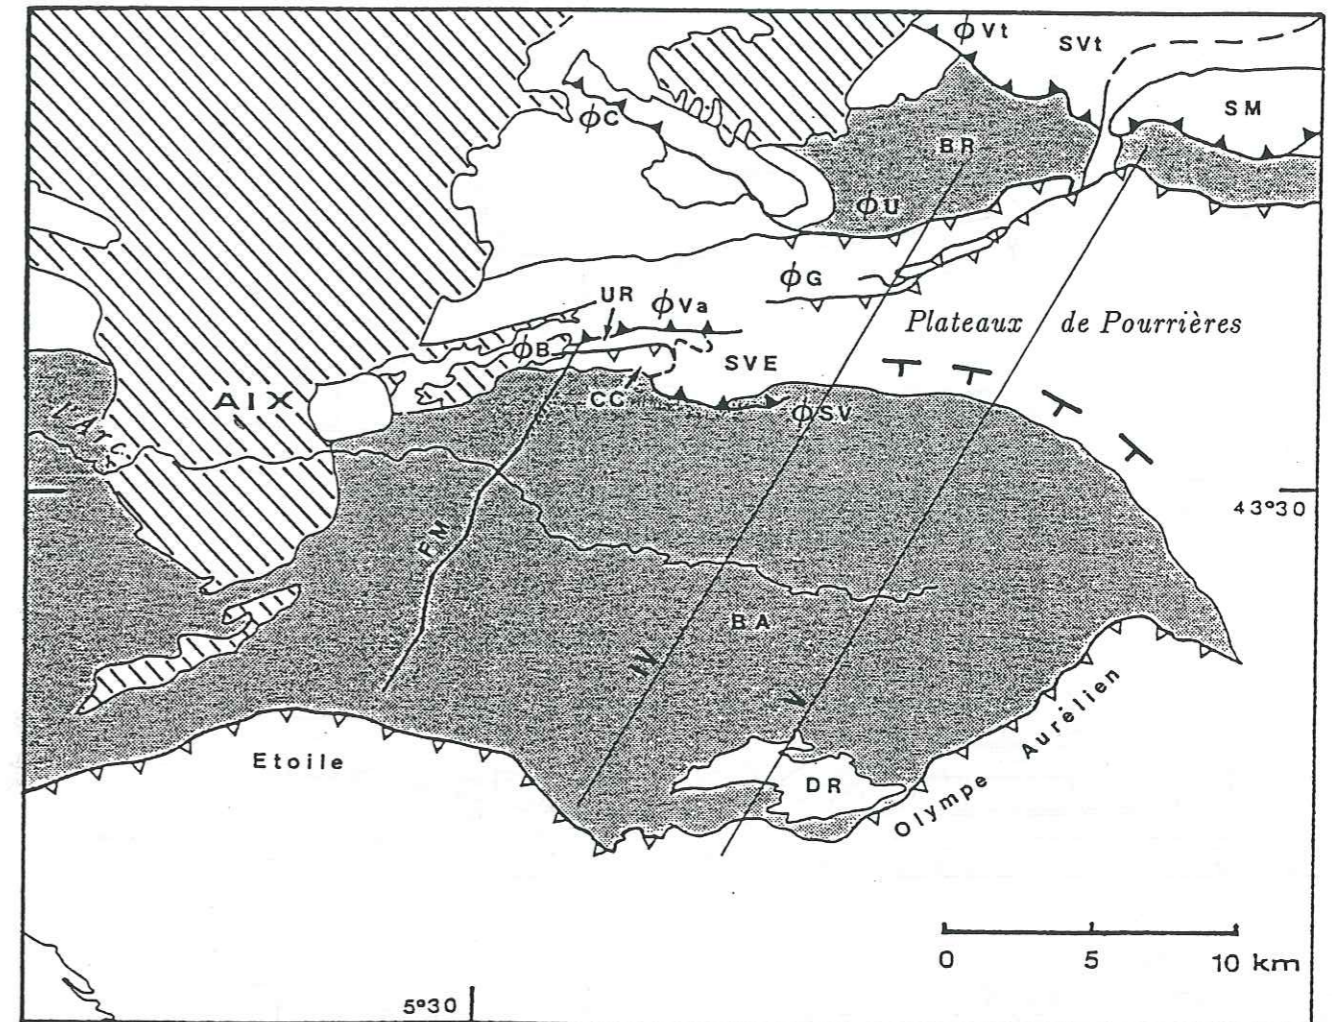 ϕVt
SVt
SM
ϕC
BR
ϕU
ϕG
UR
ϕVa
Plateaux de Pourrières
ϕB
SVE
AIX
CC
ϕSV
L'Arc
43°30
FM
BA
IV
V
Etoile
DR
Olympe Aurélien
0 5 10 km
5°30